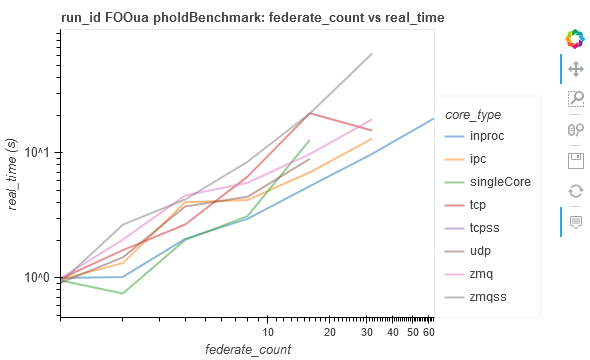 run_id FOOua pholdBenchmark: federate_count vs real_time
real_time (s)
10^1
10^0
10 20 30 40 50 60
federate_count
core_type
inproc
ipc
singleCore
tcp
tcpss
udp
zmq
zmqss